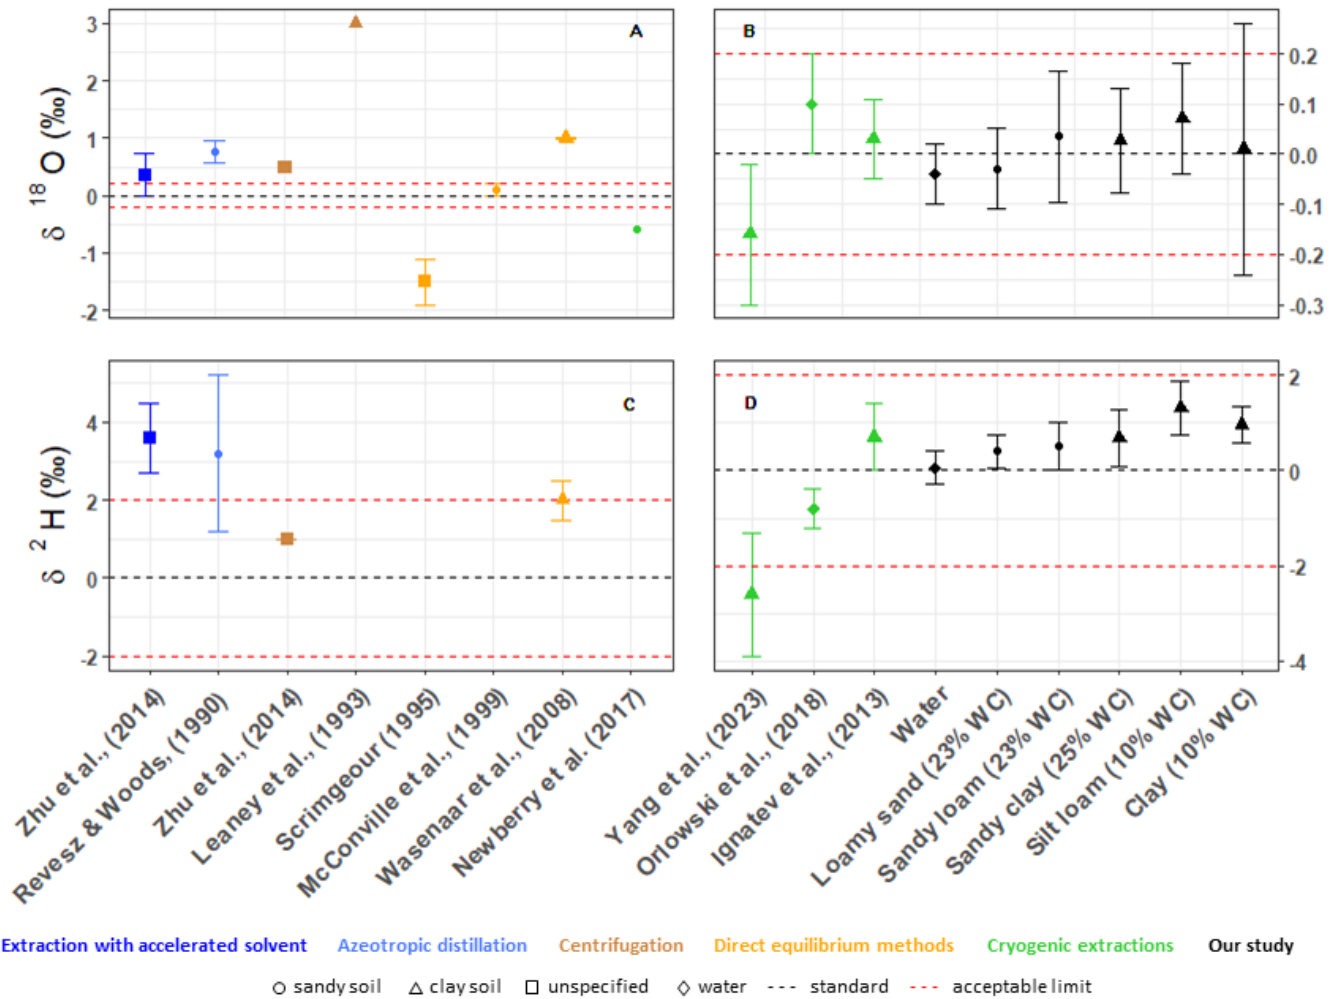 A
B
3
2
1
0
-1
-2
δ 18 O (‰)
0.2
0.1
0.0
-0.1
-0.2
-0.3
C
D
4
2
0
-2
δ 2 H (‰)
2
0
-2
-4
Zhu et al., (2014)
Revesz & Woods, (1990)
Zhu et al., (2014)
Leaney et al., (1993)
Scrimgeour (1995)
McConville et al., (1999)
Wasenaar et al., (2008)
Newberry et al. (2017)
Yang et al., (2023)
Orlowski et al., (2018)
Ignatev et al., (2013)
Water
Loamy sand (23% WC)
Sandy loam (23% WC)
Sandy clay (25% WC)
Silt loam (10% WC)
Clay (10% WC)
Extraction with accelerated solvent Azeotropic distillation Centrifugation Direct equilibrium methods Cryogenic extractions Our study
sandy soil clay soil unspecified water standard acceptable limit